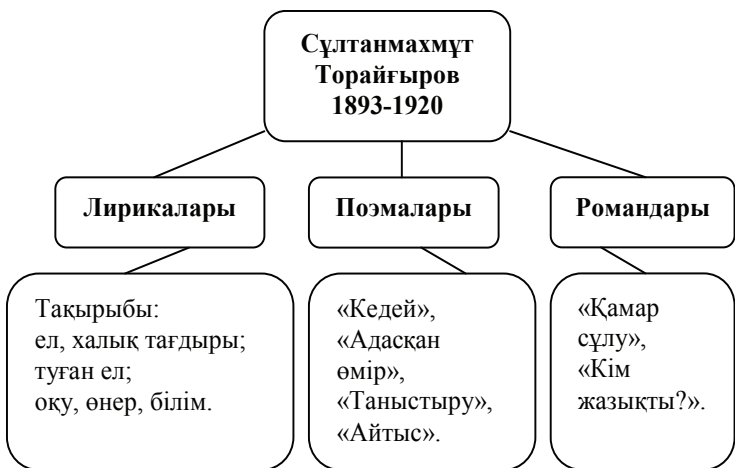 Сұлтанмахмұт
Торайғыров
1893-1920
Лирикалары
Поэмалары
Романдары
Тақырыбы:
ел, халық тағдыры;
туған ел;
оқу, өнер, білім.
«Кедей»,
«Адасқан
өмір»,
«Таныстыру»,
«Айтыс».
«Қамар
сұлу»,
«Кім
жазықты?».